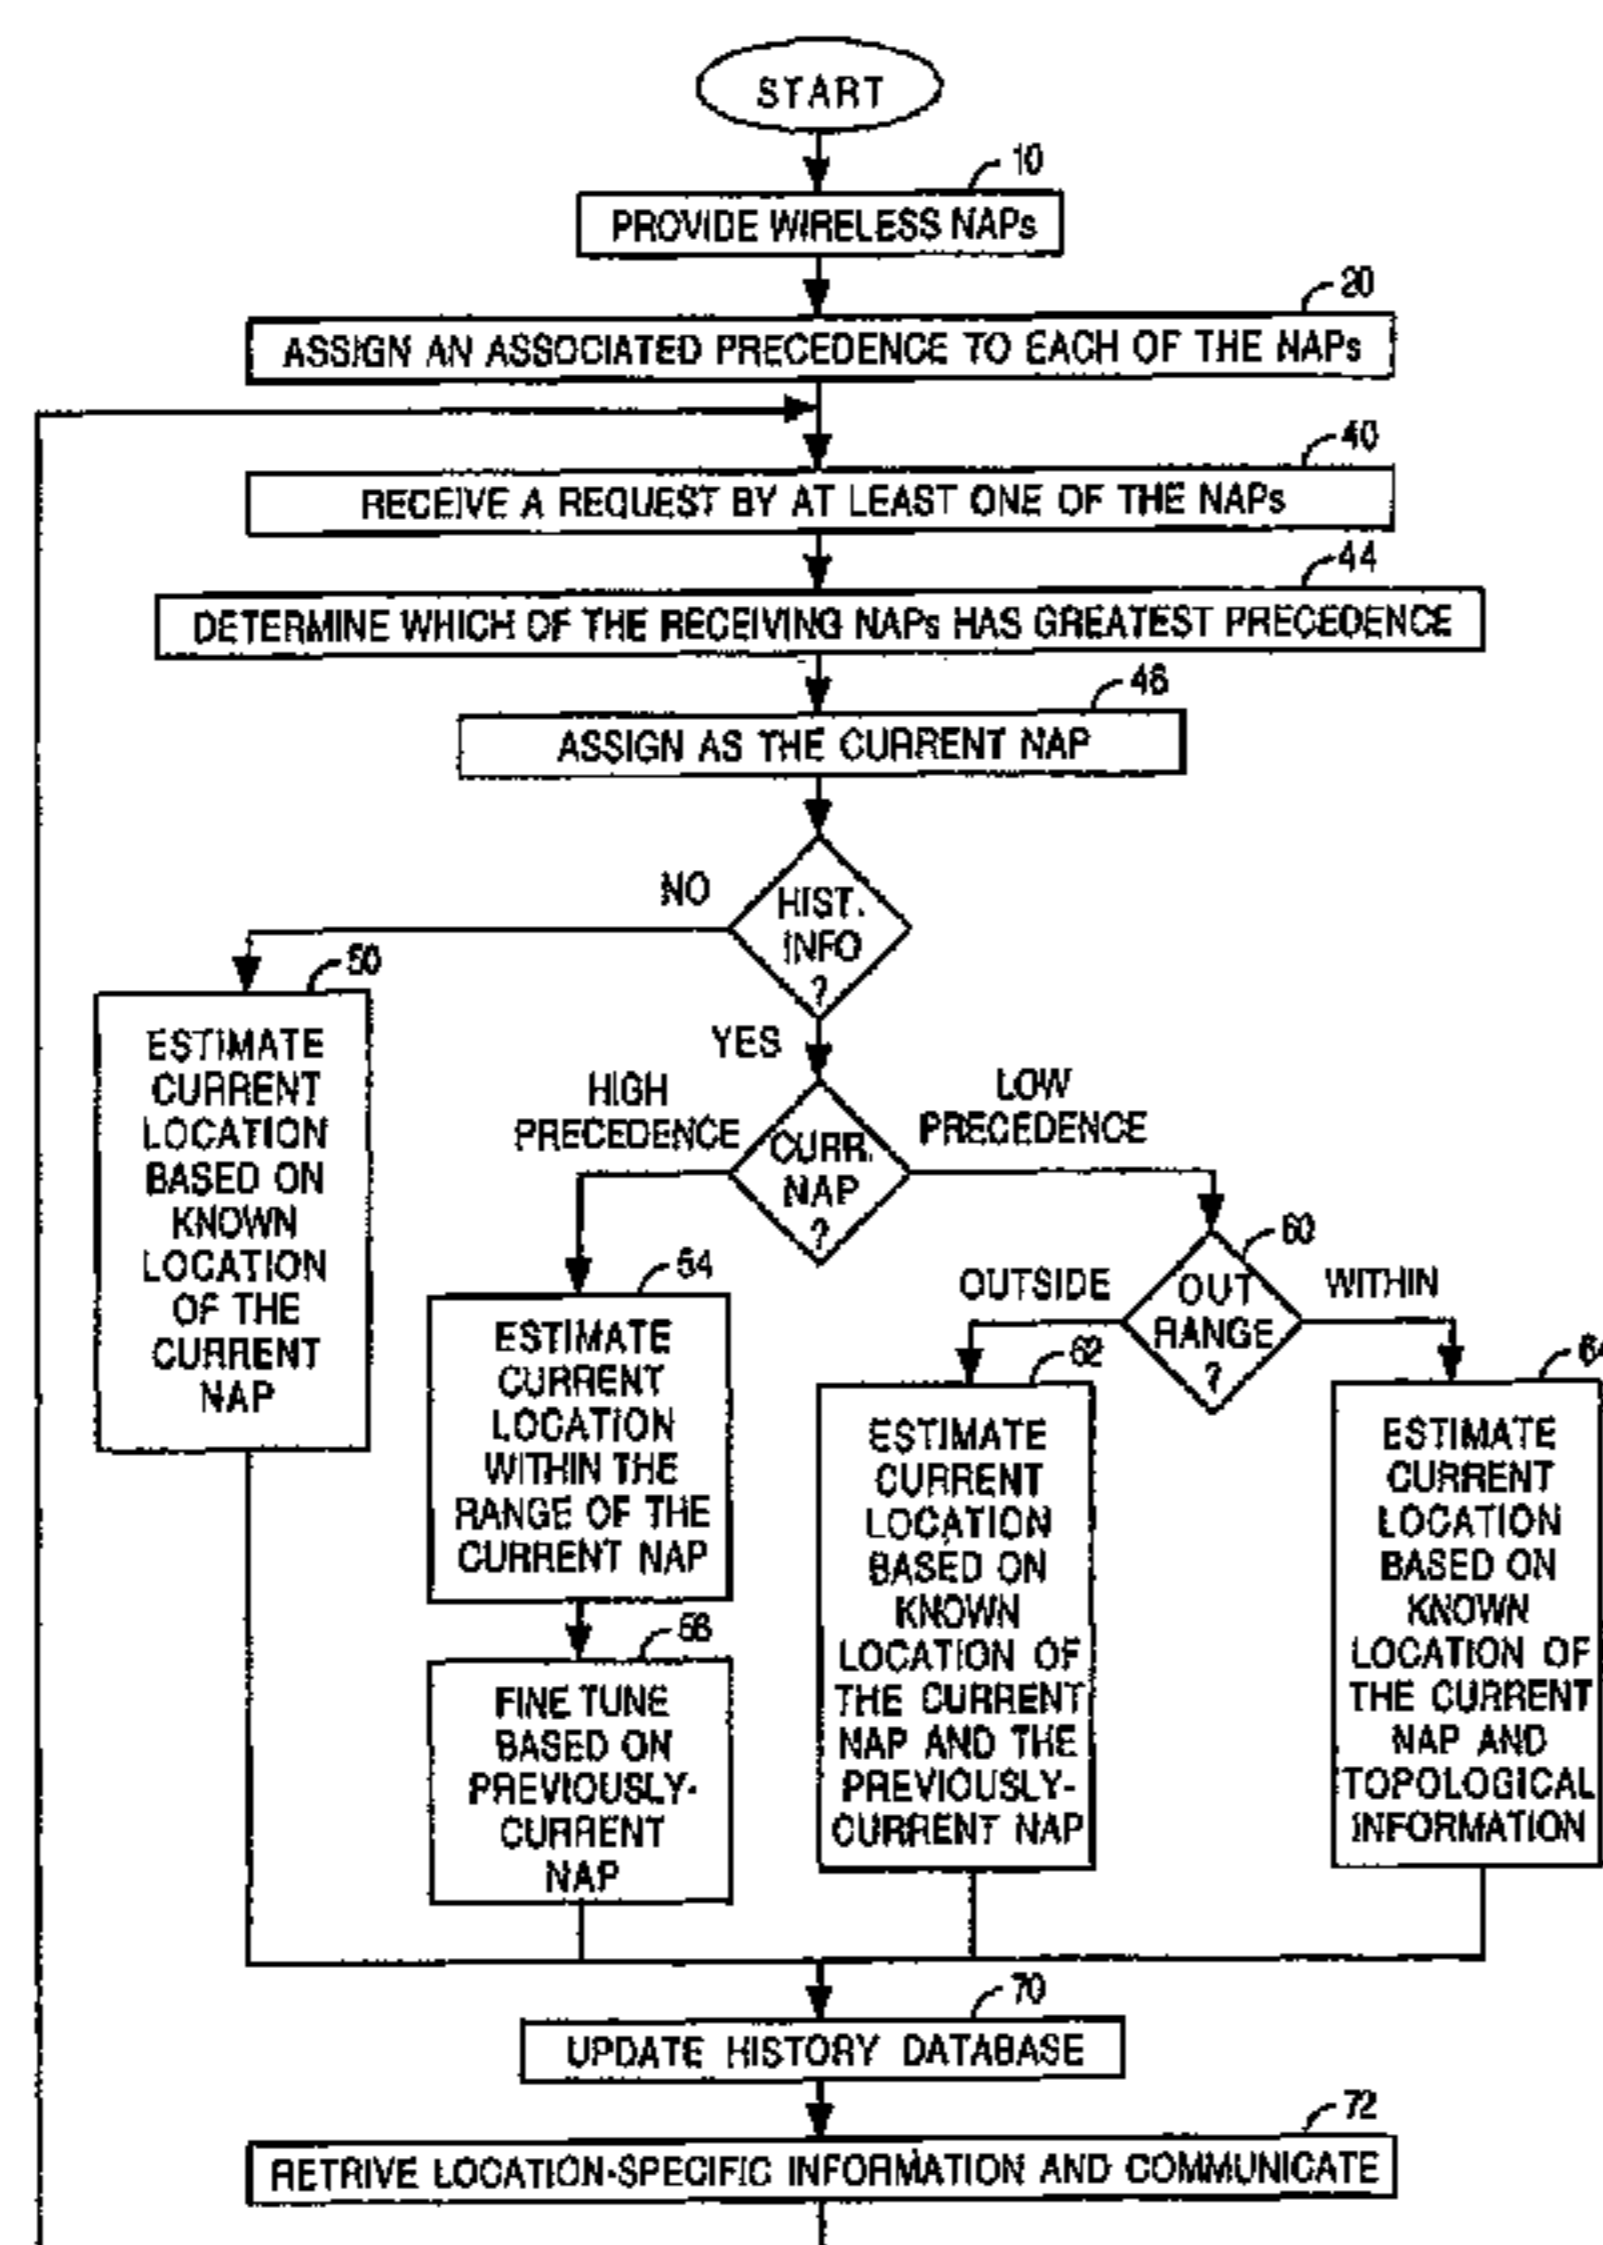 START
10
PROVIDE WIRELESS NAPs
20
ASSIGN AN ASSOCIATED PRECEDENCE TO EACH OF THE NAPs
40
RECEIVE A REQUEST BY AT LEAST ONE OF THE NAPs
44
DETERMINE WHICH OF THE RECEIVING NAPs HAS GREATEST PRECEDENCE
46
ASSIGN AS THE CURRENT NAP
NO
HIST.
INFO
?
50
ESTIMATE
CURRENT
LOCATION
BASED ON
KNOWN
LOCATION
OF THE
CURRENT
NAP
YES
HIGH
PRECEDENCE
CURR.
NAP
?
LOW
PRECEDENCE
54
ESTIMATE
CURRENT
LOCATION
WITHIN THE
RANGE OF THE
CURRENT NAP
60
OUTSIDE
OUT
RANGE
?
WITHIN
62
ESTIMATE
CURRENT
LOCATION
BASED ON
KNOWN
LOCATION OF
THE CURRENT
NAP AND THE
PREVIOUSLY-
CURRENT NAP
64
ESTIMATE
CURRENT
LOCATION
BASED ON
KNOWN
LOCATION OF
THE CURRENT
NAP AND
TOPOLOGICAL
INFORMATION
FINE TUNE
BASED ON
PREVIOUSLY-
CURRENT
NAP
70
UPDATE HISTORY DATABASE
72
RETRIVE LOCATION-SPECIFIC INFORMATION AND COMMUNICATE